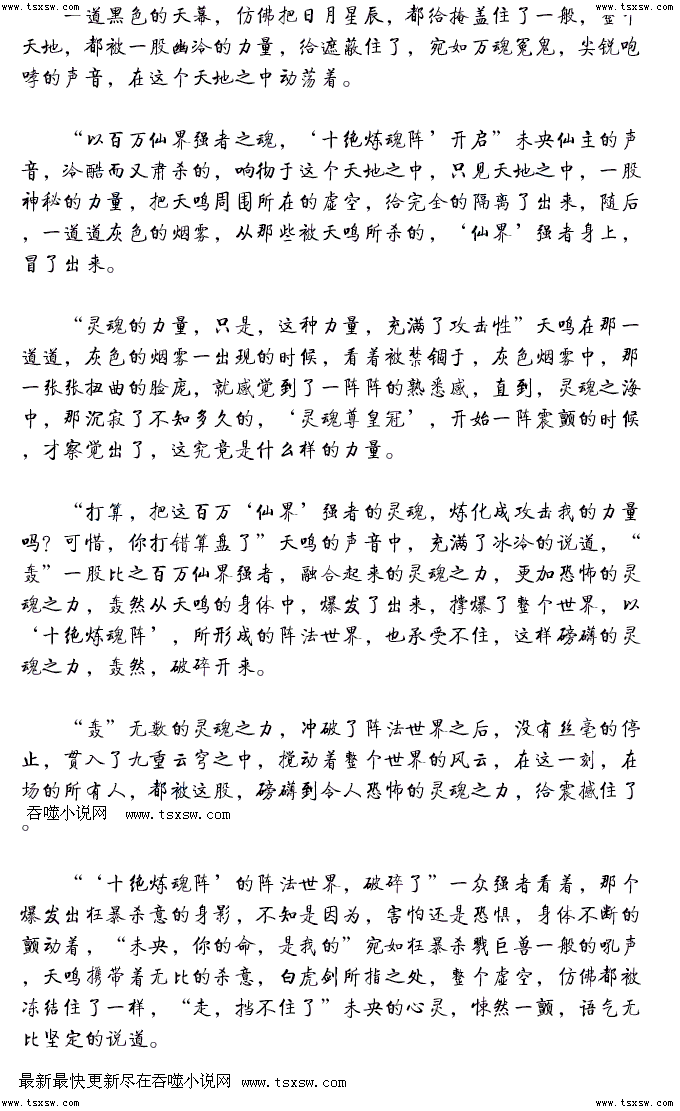 www.tsxsw.com www.tsxsw.com www.tsxsw.com www.tsxsw.com
一道黑色的天幕，仿佛把日月星辰，都给掩盖住了一般，整个
天地，都被一股幽冷的力量，给遮蔽住了，宛如万魂冤鬼，尖锐咆
哮的声音，在这个天地之中动荡着。
“以百万仙界强者之魂，‘十绝炼魂阵’开启”未央仙主的声
音，冷酷而又肃杀的，响彻于这个天地之中，只见天地之中，一股
神秘的力量，把天鸣周围所在的虚空，给完全的隔离了出来，随后
，一道道灰色的烟雾，从那些被天鸣所杀的，‘仙界’强者身上，
冒了出来。
“灵魂的力量，只是，这种力量，充满了攻击性”天鸣在那一
道道，灰色的烟雾一出现的时候，看着被禁锢于，灰色烟雾中，那
一张张扭曲的脸庞，就感觉到了一阵阵的熟悉感，直到，灵魂之海
中，那沉寂了不知多久的，‘灵魂尊皇冠’，开始一阵震颤的时候
，才察觉出了，这究竟是什么样的力量。
“打算，把这百万‘仙界’强者的灵魂，炼化成攻击我的力量
吗？可惜，你打错算盘了”天鸣的声音中，充满了冰冷的说道，“
轰”一股比之百万仙界强者，融合起来的灵魂之力，更加恐怖的灵
魂之力，轰然从天鸣的身体中，爆发了出来，撑爆了整个世界，以
‘十绝炼魂阵’，所形成的阵法世界，也承受不住，这样磅礴的灵
魂之力，轰然，破碎开来。
“轰”无数的灵魂之力，冲破了阵法世界之后，没有丝毫的停
止，贯入了九重云穹之中，搅动着整个世界的风云，在这一刻，在
场的所有人，都被这股，磅礴到令人恐怖的灵魂之力，给震撼住了
。
吞噬小说网 www.tsxsw.com
“‘十绝炼魂阵’的阵法世界，破碎了”一众强者看着，那个
爆发出狂暴杀意的身影，不知是因为，害怕还是恐惧，身体不断的
颤动着，“未央，你的命，是我的”宛如狂暴杀戮巨兽一般的吼声
，天鸣携带着无比的杀意，白虎剑所指之处，整个虚空，仿佛都被
冻结住了一样，“走，挡不住了”未央的心灵，悚然一颤，语气无
比坚定的说道。
最新最快更新尽在吞噬小说网 www.tsxsw.com
www.tsxsw.com www.tsxsw.com www.tsxsw.com www.tsxsw.com